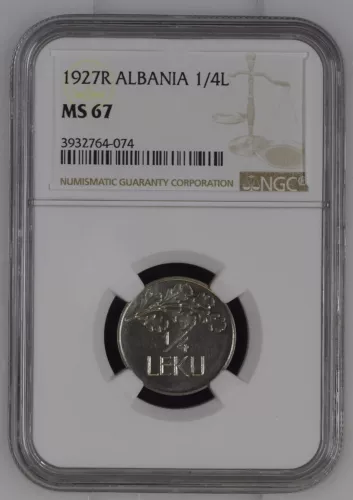 1927R ALBANIA 1/4L
MS 67
3932764-074
NUMISMATIC GUARANTY CORPORATION NGC®
1/4
LEKU